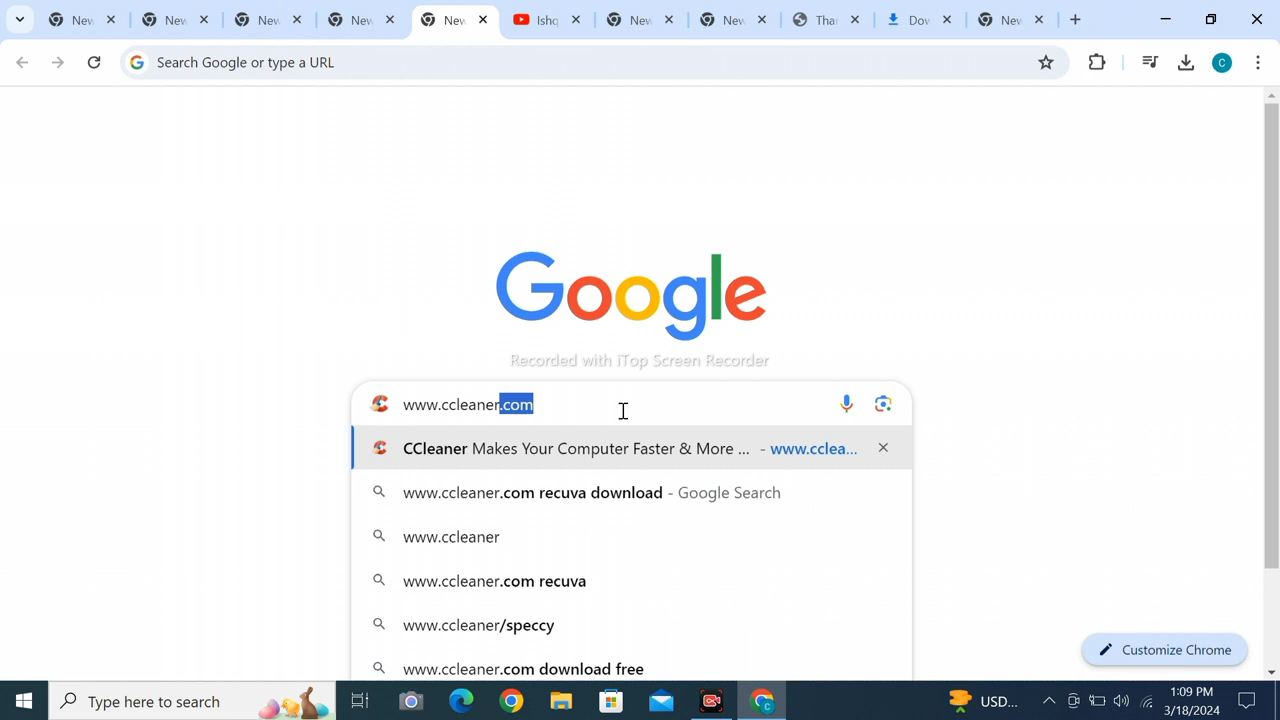 New
New
New
New
New
Ishq
New
New
Thai
Dow
New
Search Google or type a URL
C
Google
Recorded with iTop Screen Recorder
www.ccleaner.com
CCleaner Makes Your Computer Faster & More ... - www.cclea...
www.ccleaner.com recuva download - Google Search
www.ccleaner
www.ccleaner.com recuva
www.ccleaner/speccy
www.ccleaner.com download free
Customize Chrome
Type here to search
USD...
1:09 PM
3/18/2024